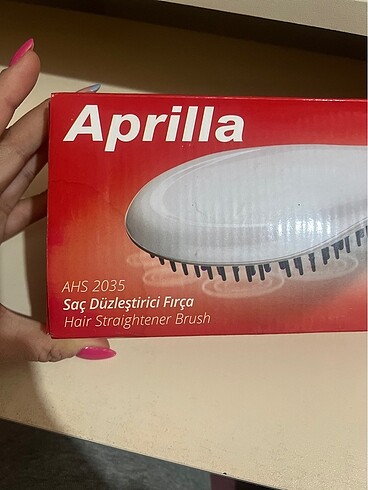 Aprilla
AHS 2035
Saç Düzleştirici Fırça
Hair Straightener Brush